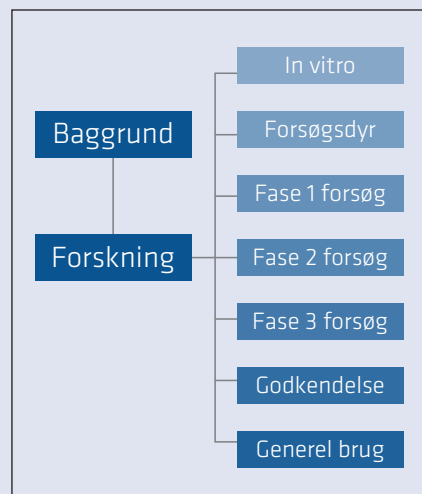 Baggrund
Forskning
In vitro
Forsøgsdyr
Fase 1 forsøg
Fase 2 forsøg
Fase 3 forsøg
Godkendelse
Generel brug